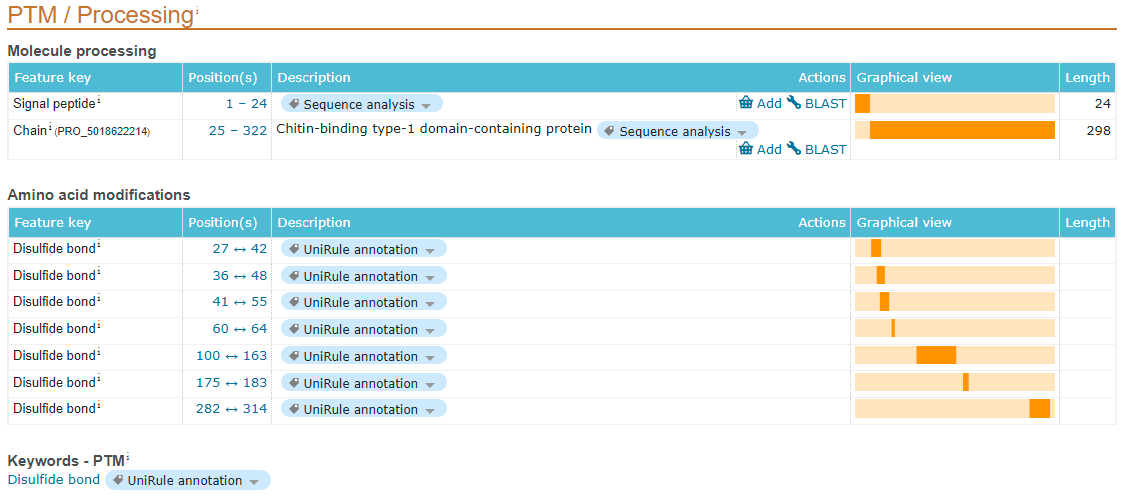 PTM / Processing i
Molecule processing
Feature key Position(s) Description Actions Graphical view Length
Signal peptide i 1 – 24 Sequence analysis Add BLAST 24
Chain i (PRO_5018622214) 25 – 322 Chitin-binding type-1 domain-containing protein Sequence analysis 298
Add BLAST
Amino acid modifications
Feature key Position(s) Description Actions Graphical view Length
Disulfide bond i 27 ↔ 42 UniRule annotation
Disulfide bond i 36 ↔ 48 UniRule annotation
Disulfide bond i 41 ↔ 55 UniRule annotation
Disulfide bond i 60 ↔ 64 UniRule annotation
Disulfide bond i 100 ↔ 163 UniRule annotation
Disulfide bond i 175 ↔ 183 UniRule annotation
Disulfide bond i 282 ↔ 314 UniRule annotation
Keywords - PTM i
Disulfide bond UniRule annotation